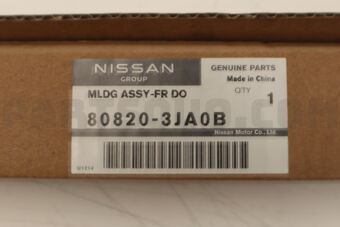 NISSAN
GROUP
GENUINE PARTS
Made in China
MLDG ASSY-FR DO
QTY
1
80820-3JA0B
Nissan Motor Co., Ltd.